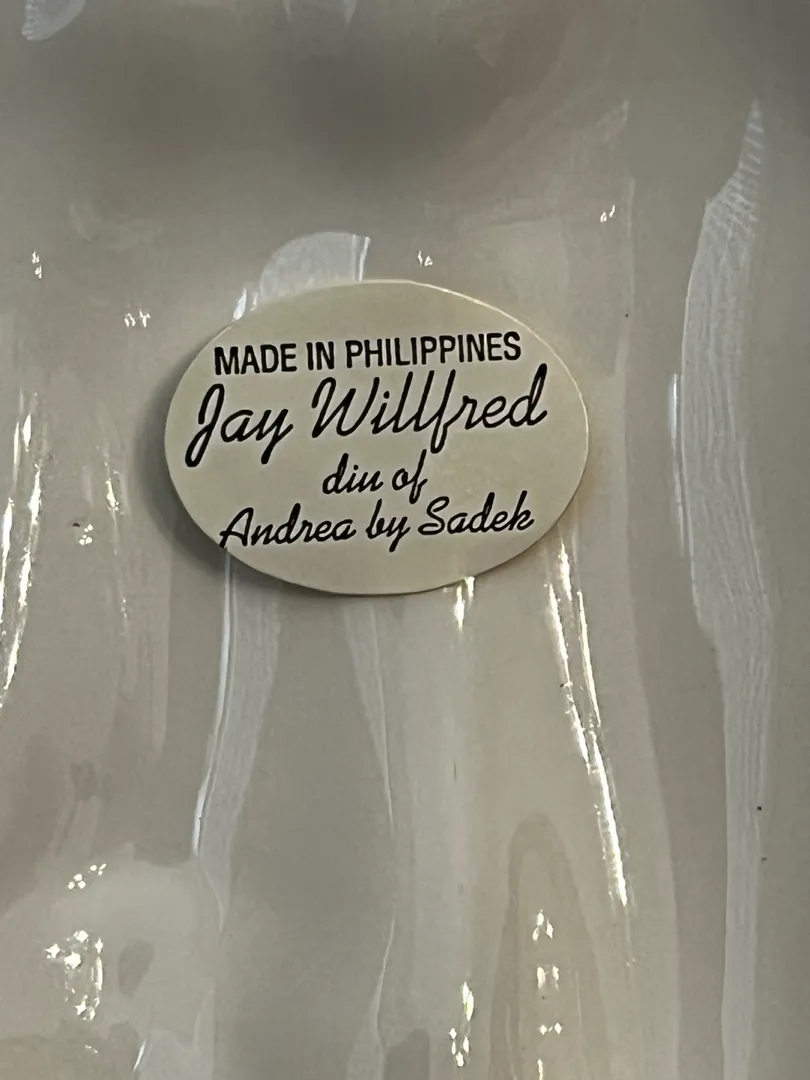 MADE IN PHILIPPINES
Jay Willfred
div of
Andrea by Sadek